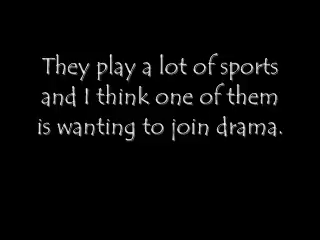 They play a lot of sports
and I think one of them
is wanting to join drama.